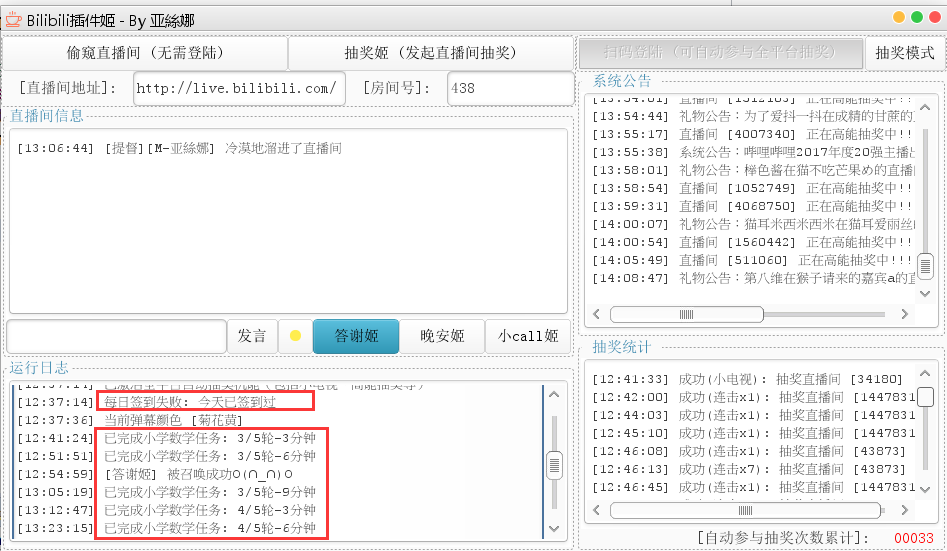 Bilibili插件姬 - By 亚絲娜
偷窥直播间 (无需登陆)
抽奖姬 (发起直播间抽奖)
扫码登陆 (可自动参与全平台抽奖)
抽奖模式
[直播间地址]:
http://live.bilibili.com/
[房间号]:
438
直播间信息
[13:06:44] [提督][M-亚絲娜] 冷漠地溜进了直播间
发言
答谢姬
晚安姬
小call姬
运行日志
[12:37:14] 每日签到失败: 今天已签到过
[12:37:36] 当前弹幕颜色 [菊花黄]
[12:41:24] 已完成小学数学任务: 3/5轮-3分钟
[12:51:51] 已完成小学数学任务: 3/5轮-6分钟
[12:54:59] [答谢姬] 被召唤成功O(∩_∩)O
[13:05:19] 已完成小学数学任务: 3/5轮-9分钟
[13:12:47] 已完成小学数学任务: 4/5轮-3分钟
[13:23:15] 已完成小学数学任务: 4/5轮-6分钟
系统公告
[13:54:01] 直播间 [1312103] 正在高能抽奖中!!
[13:54:44] 礼物公告：为了爱抖一抖在成精的甘蔗的
[13:55:17] 直播间 [4007340] 正在高能抽奖中!!
[13:55:38] 系统公告：哔哩哔哩2017年度20强主播
[13:58:01] 礼物公告：榉色酱在猫不吃芒果め的直播
[13:58:54] 直播间 [1052749] 正在高能抽奖中!!
[13:59:31] 直播间 [4068750] 正在高能抽奖中!!
[14:00:07] 礼物公告：猫耳米西米西米在猫耳爱丽丝
[14:00:54] 直播间 [1560442] 正在高能抽奖中!!
[14:05:49] 直播间 [511060] 正在高能抽奖中!!!
[14:08:47] 礼物公告：第八维在猴子请来的嘉宾a的直
抽奖统计
[12:41:33] 成功(小电视): 抽奖直播间 [34180]
[12:42:00] 成功(连击x1): 抽奖直播间 [1447831
[12:43:03] 成功(连击x1): 抽奖直播间 [1447831
[12:45:10] 成功(连击x1): 抽奖直播间 [1447831
[12:46:08] 成功(连击x1): 抽奖直播间 [43873]
[12:46:13] 成功(连击x7): 抽奖直播间 [43873]
[12:46:45] 成功(连击x1): 抽奖直播间 [1447831
[自动参与抽奖次数累计]: 00033